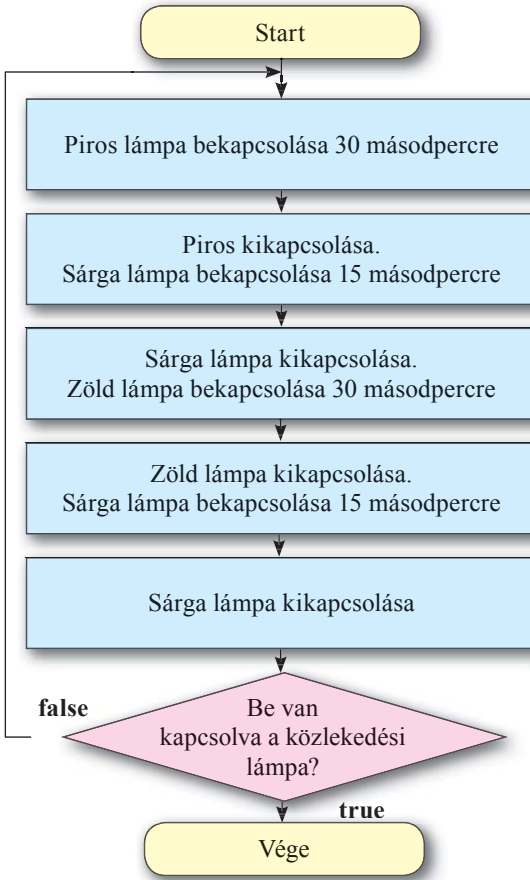 Start
Piros lámpa bekapcsolása 30 másodpercre
Piros kikapcsolása.
Sárga lámpa bekapcsolása 15 másodpercre
Sárga lámpa kikapcsolása.
Zöld lámpa bekapcsolása 30 másodpercre
Zöld lámpa kikapcsolása.
Sárga lámpa bekapcsolása 15 másodpercre
Sárga lámpa kikapcsolása
false
Be van
kapcsolva a közlekedési
lámpa?
true
Vége